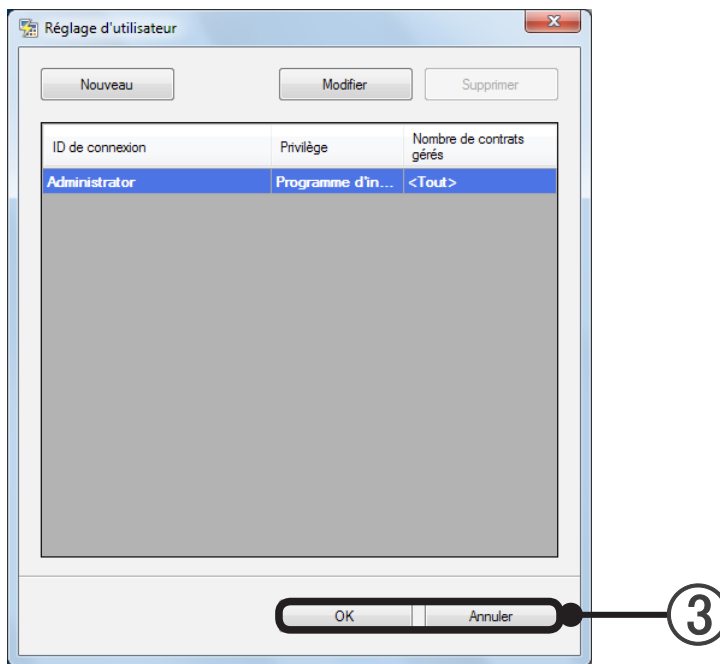 Réglage d'utilisateur
Nouveau Modifier Supprimer
ID de connexion Privilège Nombre de contrats
gérés
Administrator Programme d'in... <Tout>
OK Annuler
3